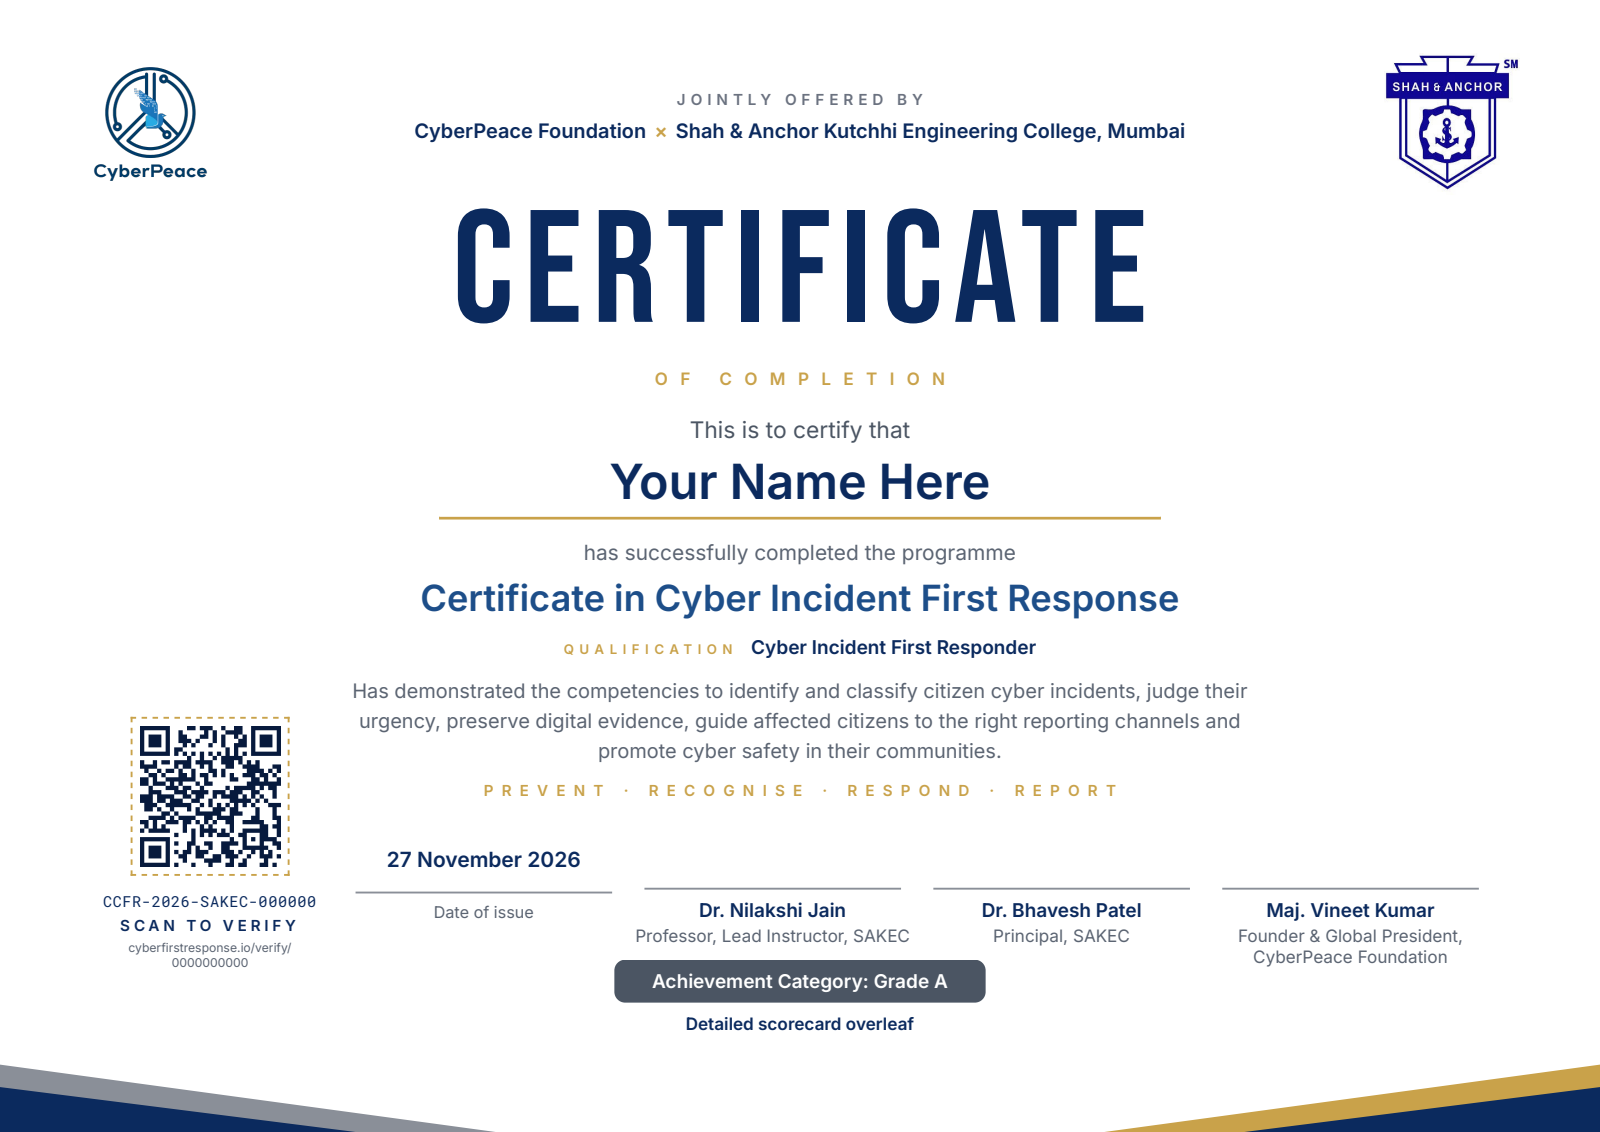 CyberPeace
JOINTLY OFFERED BY
CyberPeace Foundation × Shah & Anchor Kutchhi Engineering College, Mumbai
SHAH & ANCHOR
SM
CERTIFICATE
OF COMPLETION
This is to certify that
Your Name Here
has successfully completed the programme
Certificate in Cyber Incident First Response
QUALIFICATION Cyber Incident First Responder
Has demonstrated the competencies to identify and classify citizen cyber incidents, judge their
urgency, preserve digital evidence, guide affected citizens to the right reporting channels and
promote cyber safety in their communities.
PREVENT · RECOGNISE · RESPOND · REPORT
CCFR-2026-SAKEC-000000
SCAN TO VERIFY
cyberfirstresponse.io/verify/
0000000000
27 November 2026
Date of issue
Dr. Nilakshi Jain
Professor, Lead Instructor, SAKEC
Dr. Bhavesh Patel
Principal, SAKEC
Maj. Vineet Kumar
Founder & Global President,
CyberPeace Foundation
Achievement Category: Grade A
Detailed scorecard overleaf